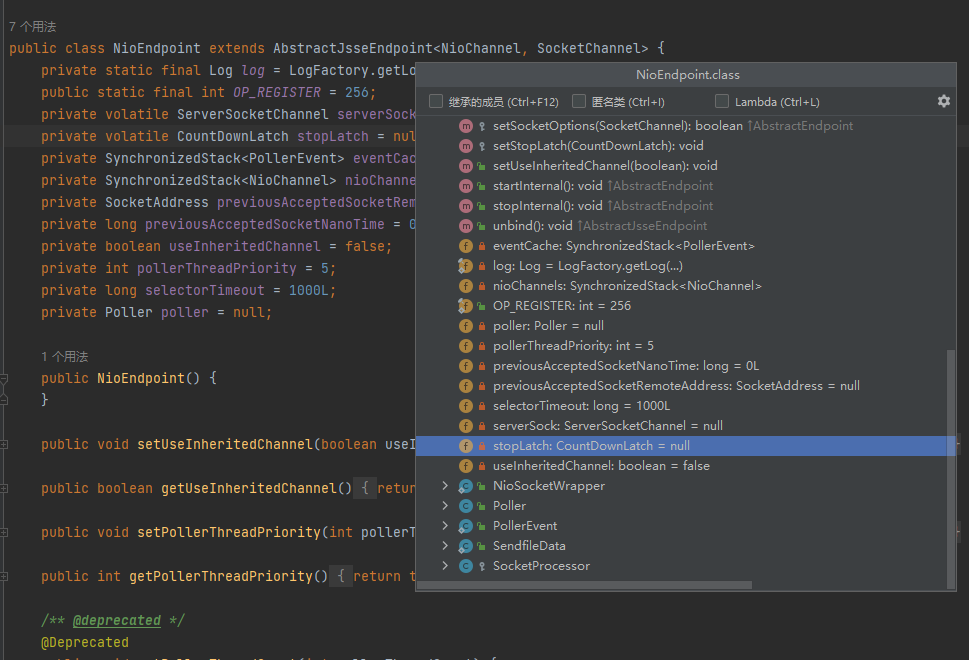 7 个用法
public class NioEndpoint extends AbstractJsseEndpoint<NioChannel, SocketChannel> {
private static final Log log = LogFactory.getLo
public static final int OP_REGISTER = 256;
private volatile ServerSocketChannel serverSock
private volatile CountDownLatch stopLatch = nul
private SynchronizedStack<PollerEvent> eventCac
private SynchronizedStack<NioChannel> nioChanne
private SocketAddress previousAcceptedSocketRem
private long previousAcceptedSocketNanoTime = 0
private boolean useInheritedChannel = false;
private int pollerThreadPriority = 5;
private long selectorTimeout = 1000L;
private Poller poller = null;
1 个用法
public NioEndpoint() {
}
public void setUseInheritedChannel(boolean useI
public boolean getUseInheritedChannel() { retur
public void setPollerThreadPriority(int pollerT
public int getPollerThreadPriority() { return t
/** @deprecated */
@Deprecated
NioEndpoint.class
继承的成员 (Ctrl+F12) 匿名类 (Ctrl+I) Lambda (Ctrl+L)
setSocketOptions(SocketChannel): boolean ↑AbstractEndpoint
setStopLatch(CountDownLatch): void
setUseInheritedChannel(boolean): void
startInternal(): void ↑AbstractEndpoint
stopInternal(): void ↑AbstractEndpoint
unbind(): void ↑AbstractJsseEndpoint
eventCache: SynchronizedStack<PollerEvent>
log: Log = LogFactory.getLog(...)
nioChannels: SynchronizedStack<NioChannel>
OP_REGISTER: int = 256
poller: Poller = null
pollerThreadPriority: int = 5
previousAcceptedSocketNanoTime: long = 0L
previousAcceptedSocketRemoteAddress: SocketAddress = null
selectorTimeout: long = 1000L
serverSock: ServerSocketChannel = null
stopLatch: CountDownLatch = null
useInheritedChannel: boolean = false
NioSocketWrapper
Poller
PollerEvent
SendfileData
SocketProcessor